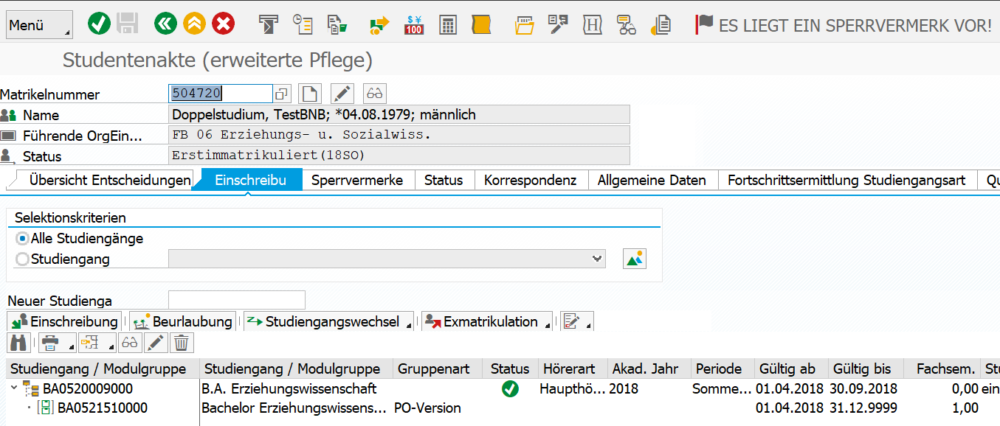 Menü
$ ¥
100
H
ES LIEGT EIN SPERRVERMERK VOR!
Studentenakte (erweiterte Pflege)
Matrikelnummer 504720
Name Doppelstudium, TestBNB; *04.08.1979; männlich
Führende OrgEin... FB 06 Erziehungs- u. Sozialwiss.
Status Erstimmatrikuliert(18SO)
Übersicht Entscheidungen Einschreibu Sperrvermerke Status Korrespondenz Allgemeine Daten Fortschrittsermittlung Studiengangsart Qu
Selektionskriterien
Alle Studiengänge
Studiengang
Neuer Studienga
Einschreibung Beurlaubung Studiengangswechsel Exmatrikulation
Studiengang / Modulgruppe Studiengang / Modulgruppe Gruppenart Status Hörerart Akad. Jahr Periode Gültig ab Gültig bis Fachsem. Stu
BA0520009000 B.A. Erziehungswissenschaft Haupthö... 2018 Somme... 01.04.2018 30.09.2018 0,00 ein
BA0521510000 Bachelor Erziehungswissens... PO-Version 01.04.2018 31.12.9999 1,00